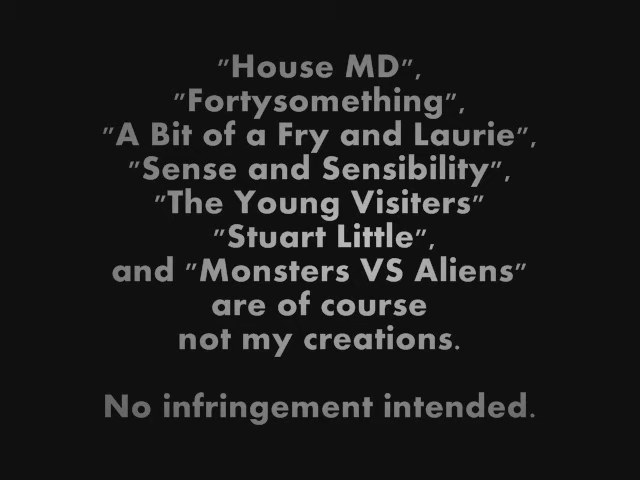 "House MD",
"Fortysomething",
"A Bit of a Fry and Laurie",
"Sense and Sensibility",
"The Young Visiters"
"Stuart Little",
and "Monsters VS Aliens"
are of course
not my creations.
No infringement intended.